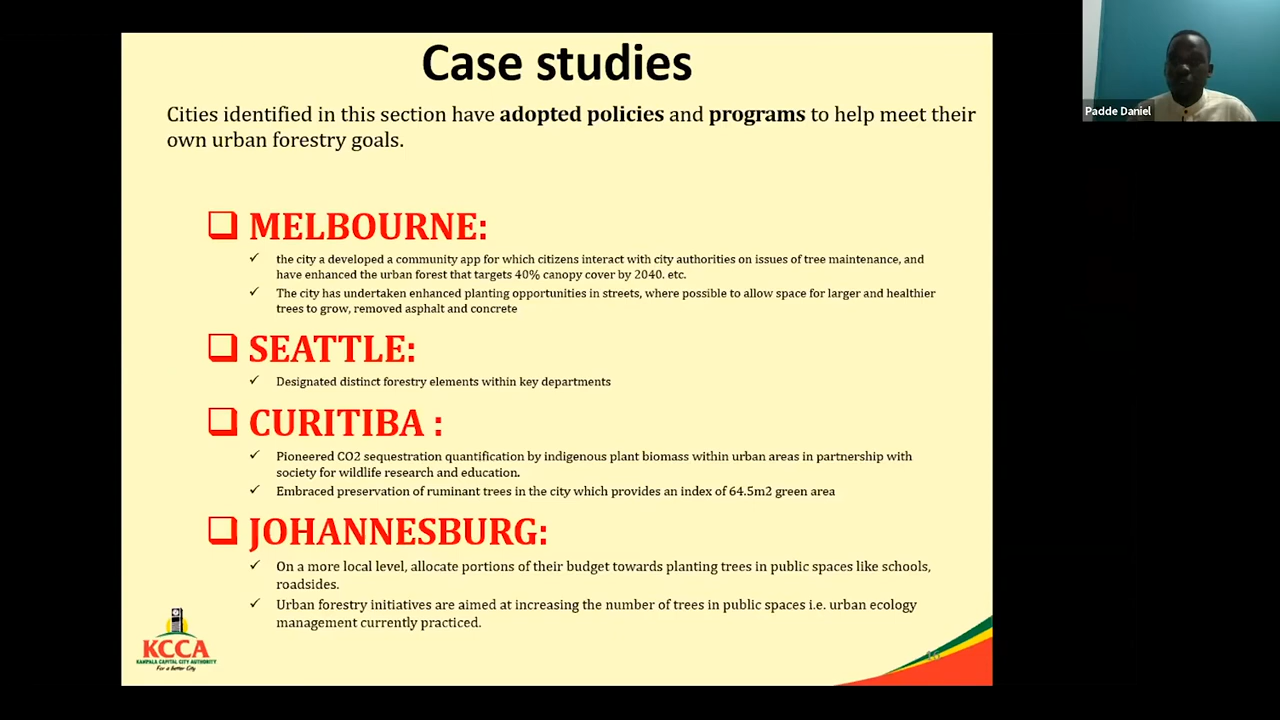 Case studies
Padde Daniel
Cities identified in this section have adopted policies and programs to help meet their
own urban forestry goals.
❑ MELBOURNE:
✓ the city a developed a community app for which citizens interact with city authorities on issues of tree maintenance, and
have enhanced the urban forest that targets 40% canopy cover by 2040. etc.
✓ The city has undertaken enhanced planting opportunities in streets, where possible to allow space for larger and healthier
trees to grow, removed asphalt and concrete
❑ SEATTLE:
✓ Designated distinct forestry elements within key departments
❑ CURITIBA :
✓ Pioneered CO2 sequestration quantification by indigenous plant biomass within urban areas in partnership with
society for wildlife research and education.
✓ Embraced preservation of ruminant trees in the city which provides an index of 64.5m2 green area
❑ JOHANNESBURG:
✓ On a more local level, allocate portions of their budget towards planting trees in public spaces like schools,
roadsides.
✓ Urban forestry initiatives are aimed at increasing the number of trees in public spaces i.e. urban ecology
management currently practiced.
KCCA
KAMPALA CAPITAL CITY AUTHORITY
For a better City